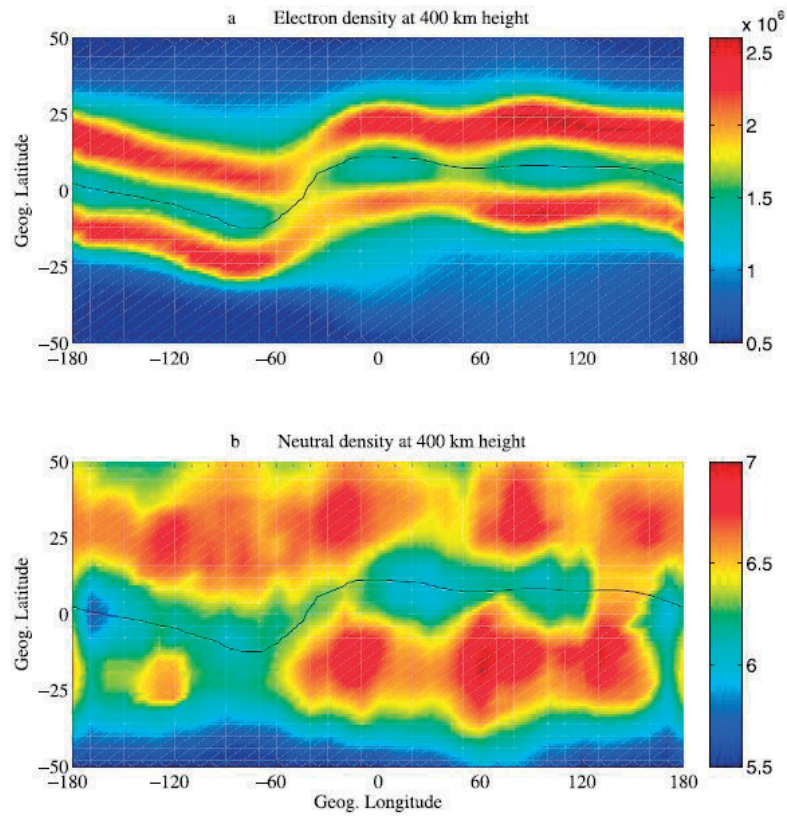 a Electron density at 400 km height
x 10⁶
50
25
0
−25
−50
Geog. Latitude
−180 −120 −60 0 60 120 180
2.5
2
1.5
1
0.5
b Neutral density at 400 km height
50
25
0
−25
−50
Geog. Latitude
−180 −120 −60 0 60 120 180
Geog. Longitude
7
6.5
6
5.5